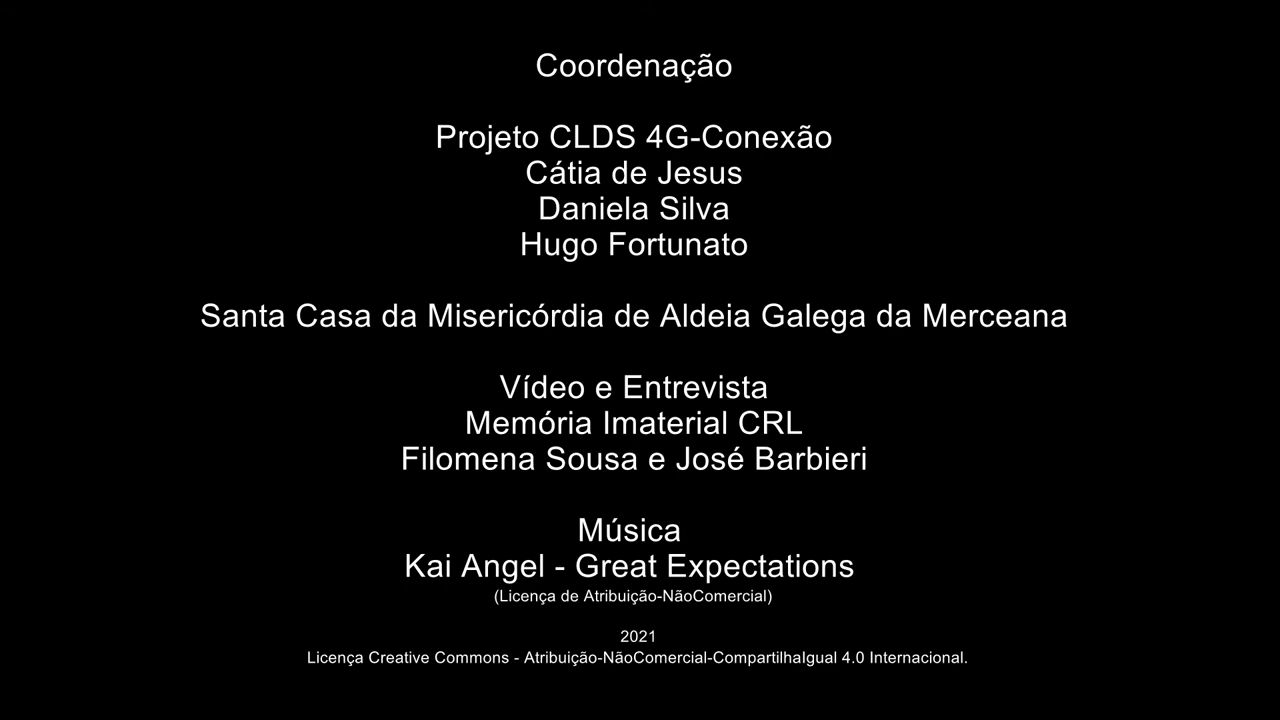 Coordenação
Projeto CLDS 4G-Conexão
Cátia de Jesus
Daniela Silva
Hugo Fortunato
Santa Casa da Misericórdia de Aldeia Galega da Merceana
Vídeo e Entrevista
Memória Imaterial CRL
Filomena Sousa e José Barbieri
Música
Kai Angel - Great Expectations
(Licença de Atribuição-NãoComercial)
2021
Licença Creative Commons - Atribuição-NãoComercial-CompartilhaIgual 4.0 Internacional.